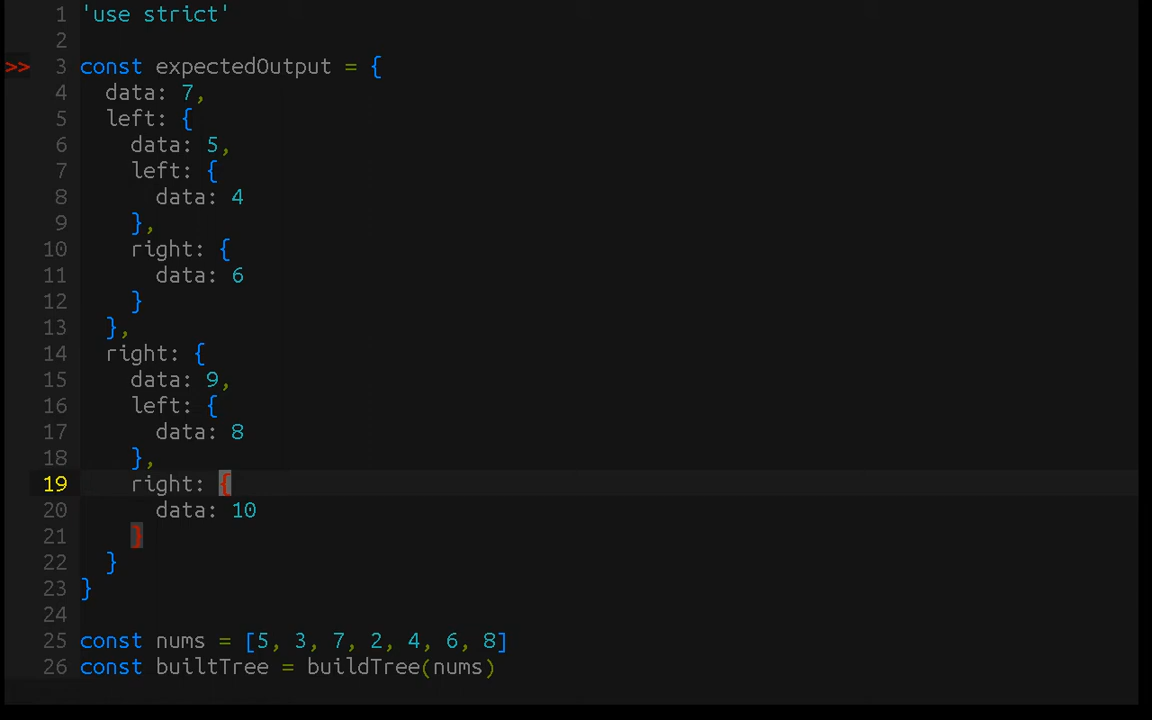 1 'use strict'
2
>> 3 const expectedOutput = {
4 data: 7,
5 left: {
6 data: 5,
7 left: {
8 data: 4
9 },
10 right: {
11 data: 6
12 }
13 },
14 right: {
15 data: 9,
16 left: {
17 data: 8
18 },
19 right: {
20 data: 10
21 }
22 }
23 }
24
25 const nums = [5, 3, 7, 2, 4, 6, 8]
26 const builtTree = buildTree(nums)